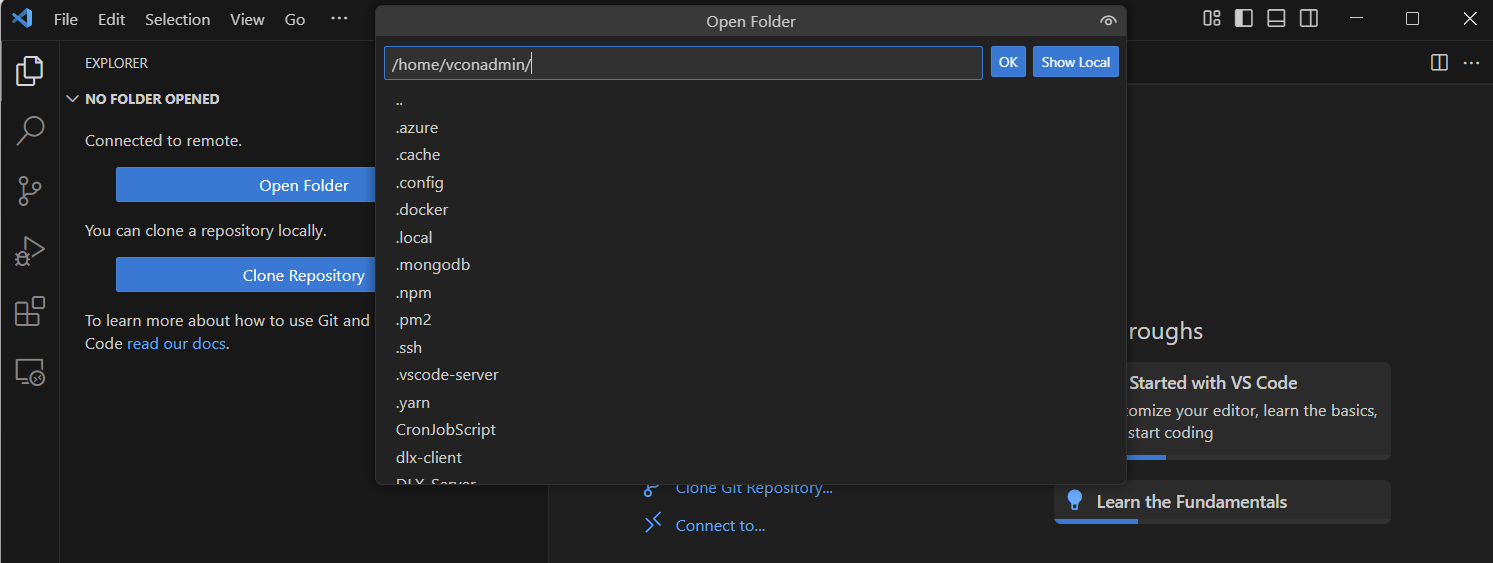 File Edit Selection View Go ...
Open Folder
EXPLORER
NO FOLDER OPENED
Connected to remote.
Open Folder
You can clone a repository locally.
Clone Repository
To learn more about how to use Git and
Code read our docs.
/home/vconadmin/
OK
Show Local
..
.azure
.cache
.config
.docker
.local
.mongodb
.npm
.pm2
.ssh
.vscode-server
.yarn
CronJobScript
dlx-client
DLX-Server
Clone Git Repository...
Connect to...
roughs
Started with VS Code
tomize your editor, learn the basics,
start coding
Learn the Fundamentals